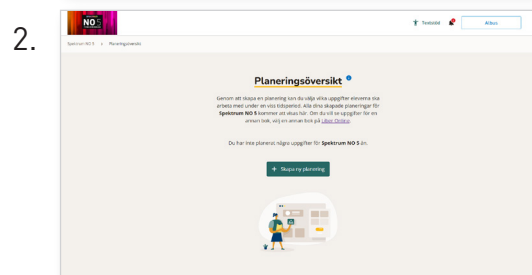 2.
NO 5
Textstöd
Spektrum NO 5 > Planeringsöversikt
Planeringsöversikt
Genom att skapa en planering kan du välja vilka uppgifter eleverna ska
arbeta med under en viss tidsperiod. Alla dina skapade planeringar för
Spektrum NO 5 kommer att visas här. Om du vill se uppgifter för en
annan bok, välj en annan bok på Liber Online.
Du har inte planerat några uppgifter för Spektrum NO 5 än.
+ Skapa ny planering